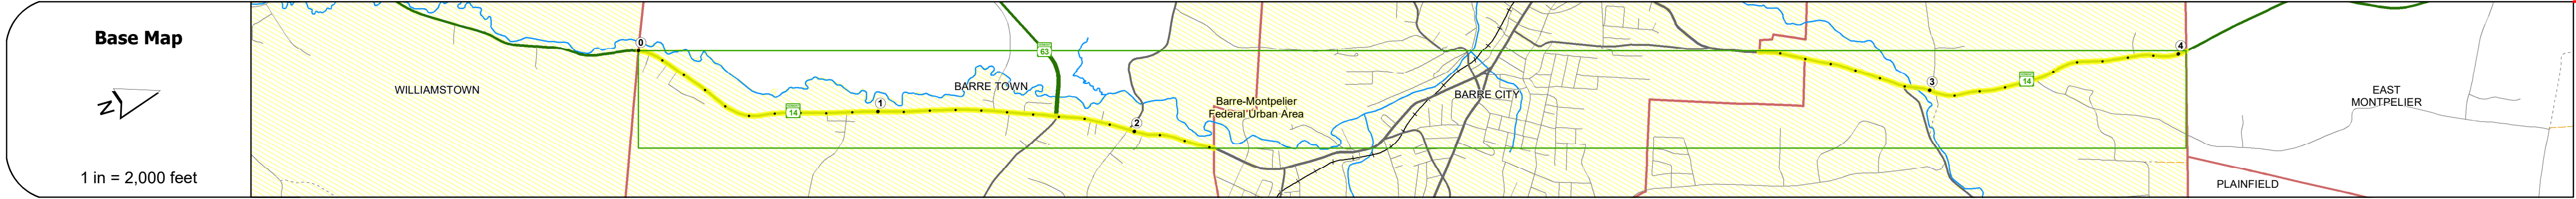 Base Map
N
1 in = 2,000 feet
WILLIAMSTOWN
0
14
1
BARRE TOWN
63
2
Barre-Montpelier
Federal Urban Area
BARRE CITY
3
14
4
EAST
MONTPELIER
PLAINFIELD